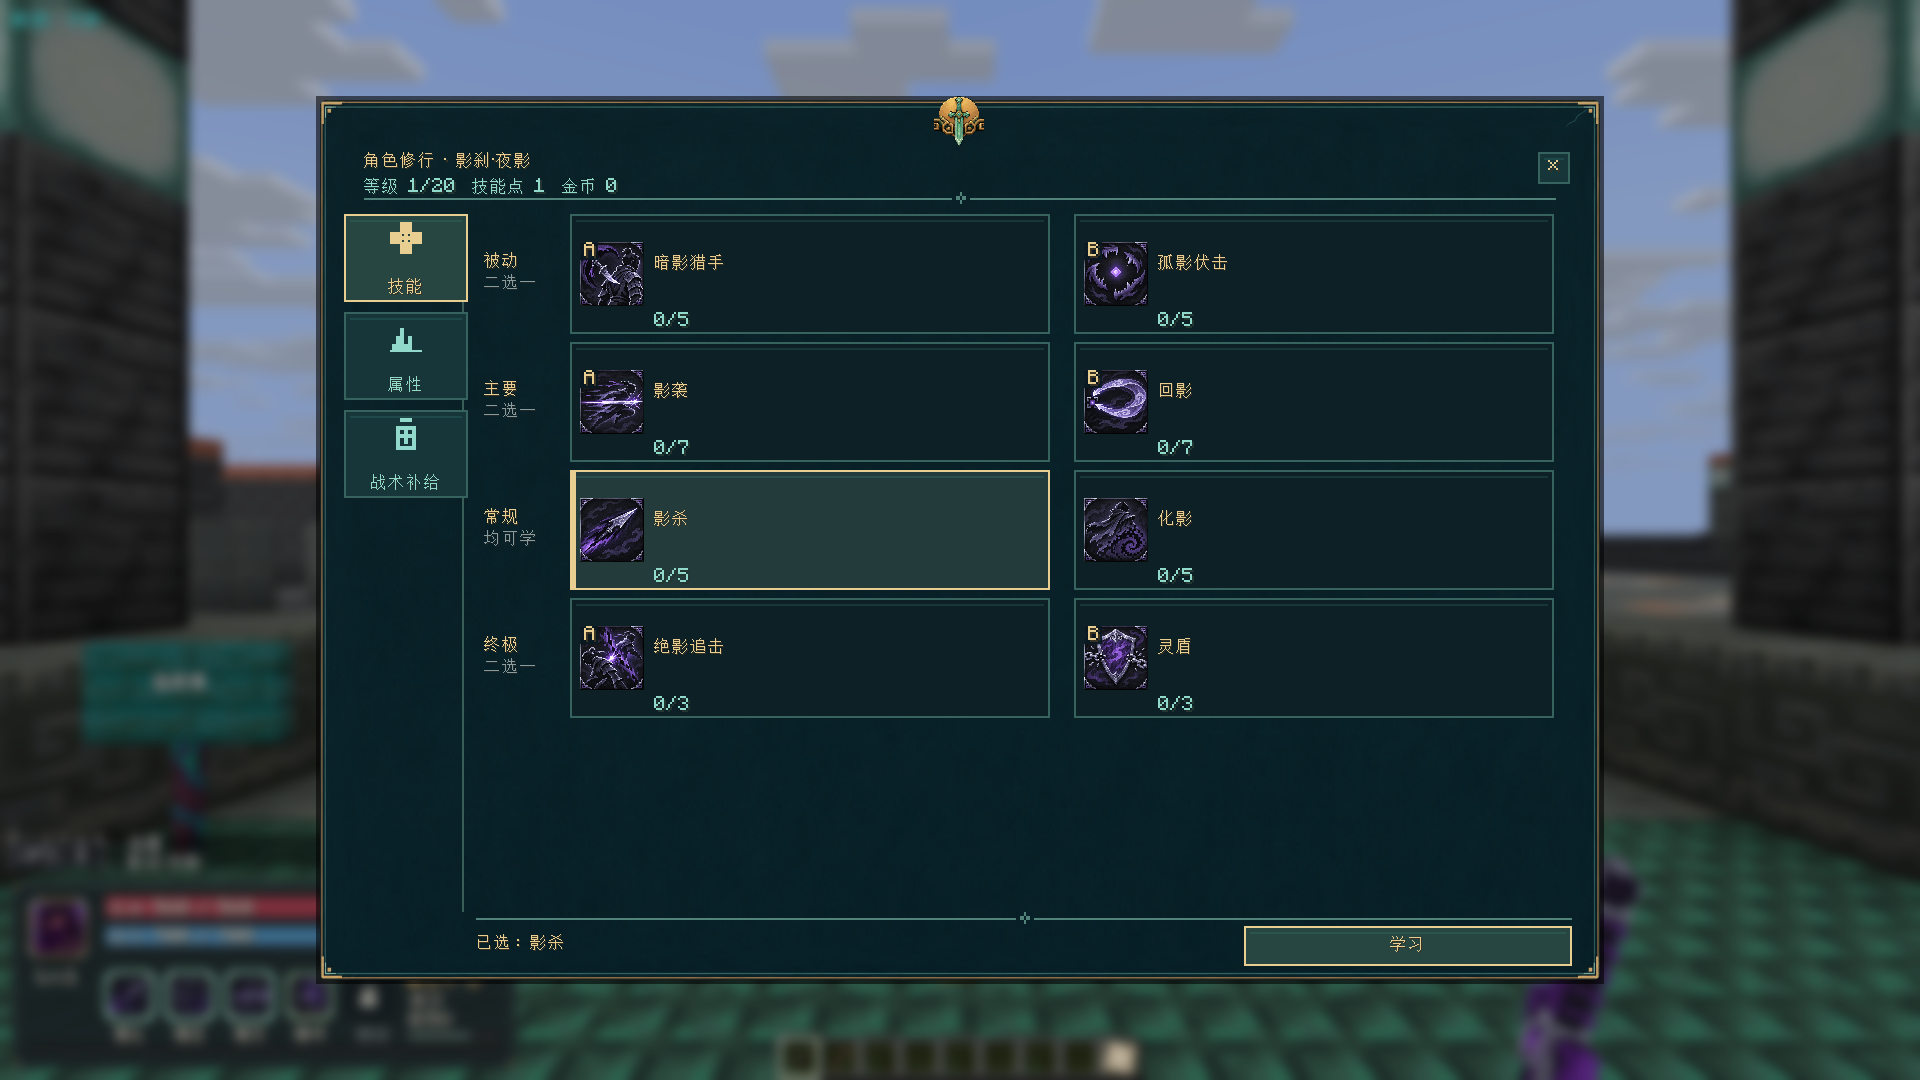 角色修行 · 影刹·夜影
等级 1/20 技能点 1 金币 0
×
技能
属性
战术补给
被动
二选一
A
暗影猎手
0/5
B
孤影伏击
0/5
主要
二选一
A
影袭
0/7
B
回影
0/7
常规
均可学
影杀
0/5
化影
0/5
终极
二选一
A
绝影追击
0/3
B
灵盾
0/3
已选：影杀
学习